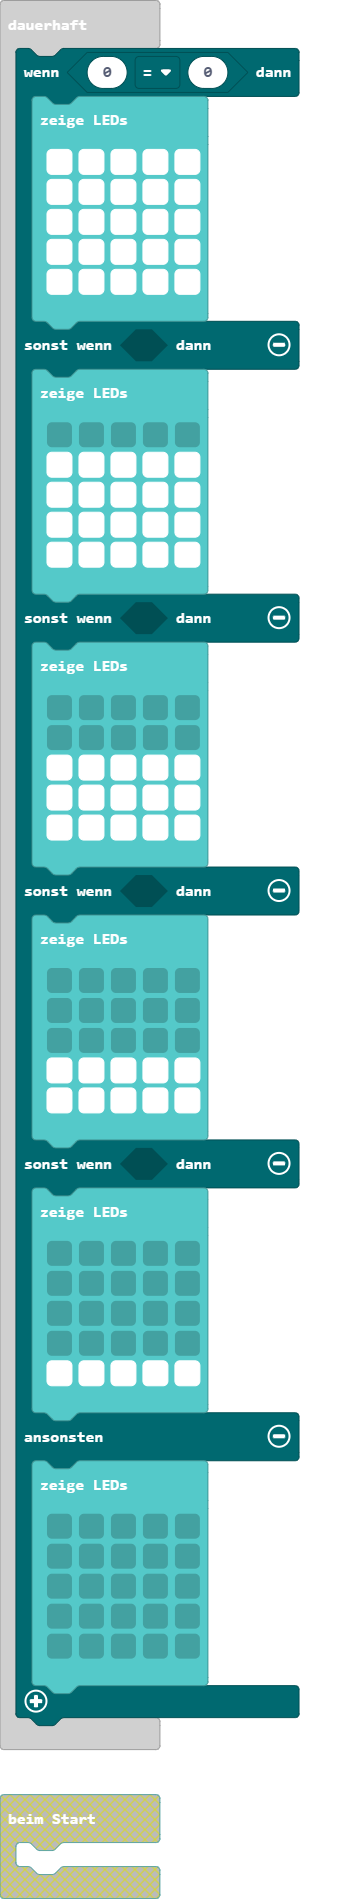 dauerhaft
wenn 0 = 0 dann
zeige LEDs
sonst wenn dann
zeige LEDs
sonst wenn dann
zeige LEDs
sonst wenn dann
zeige LEDs
sonst wenn dann
zeige LEDs
ansonsten
zeige LEDs
beim Start